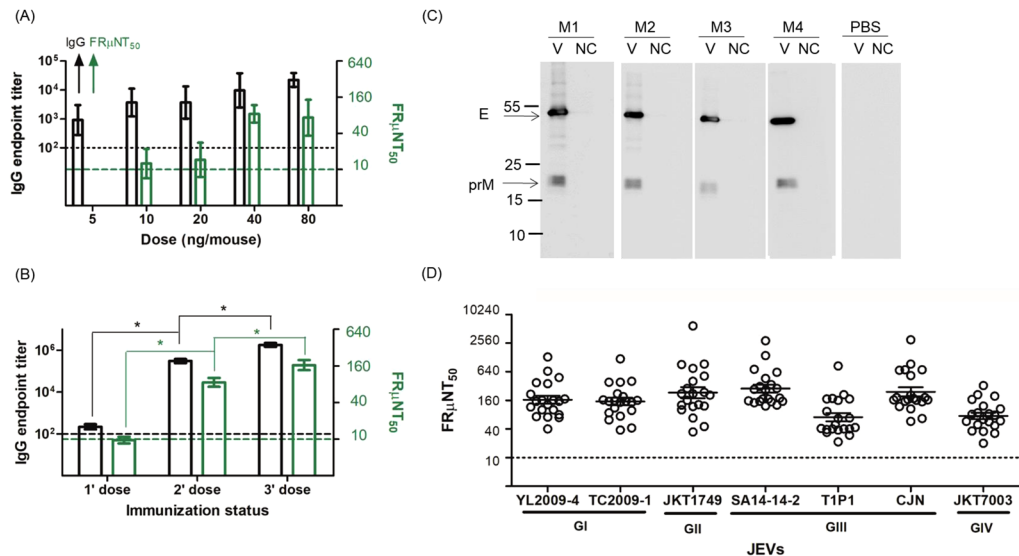 (A)
IgG FRμNT50
IgG endpoint titer
10^5
10^4
10^3
10^2
640
160
40
10
FRμNT50
5 10 20 40 80
Dose (ng/mouse)
(B)
IgG endpoint titer
10^6
10^4
10^2
* *
* *
640
160
40
10
FRμNT50
1' dose 2' dose 3' dose
Immunization status
(C)
M1 M2 M3 M4 PBS
V NC V NC V NC V NC V NC
E
55
25
prM
15
10
(D)
FRμNT50
10240
2560
640
160
40
10
YL2009-4 TC2009-1 JKT1749 SA14-14-2 T1P1 CJN JKT7003
GI GII GIII GIV
JEVs